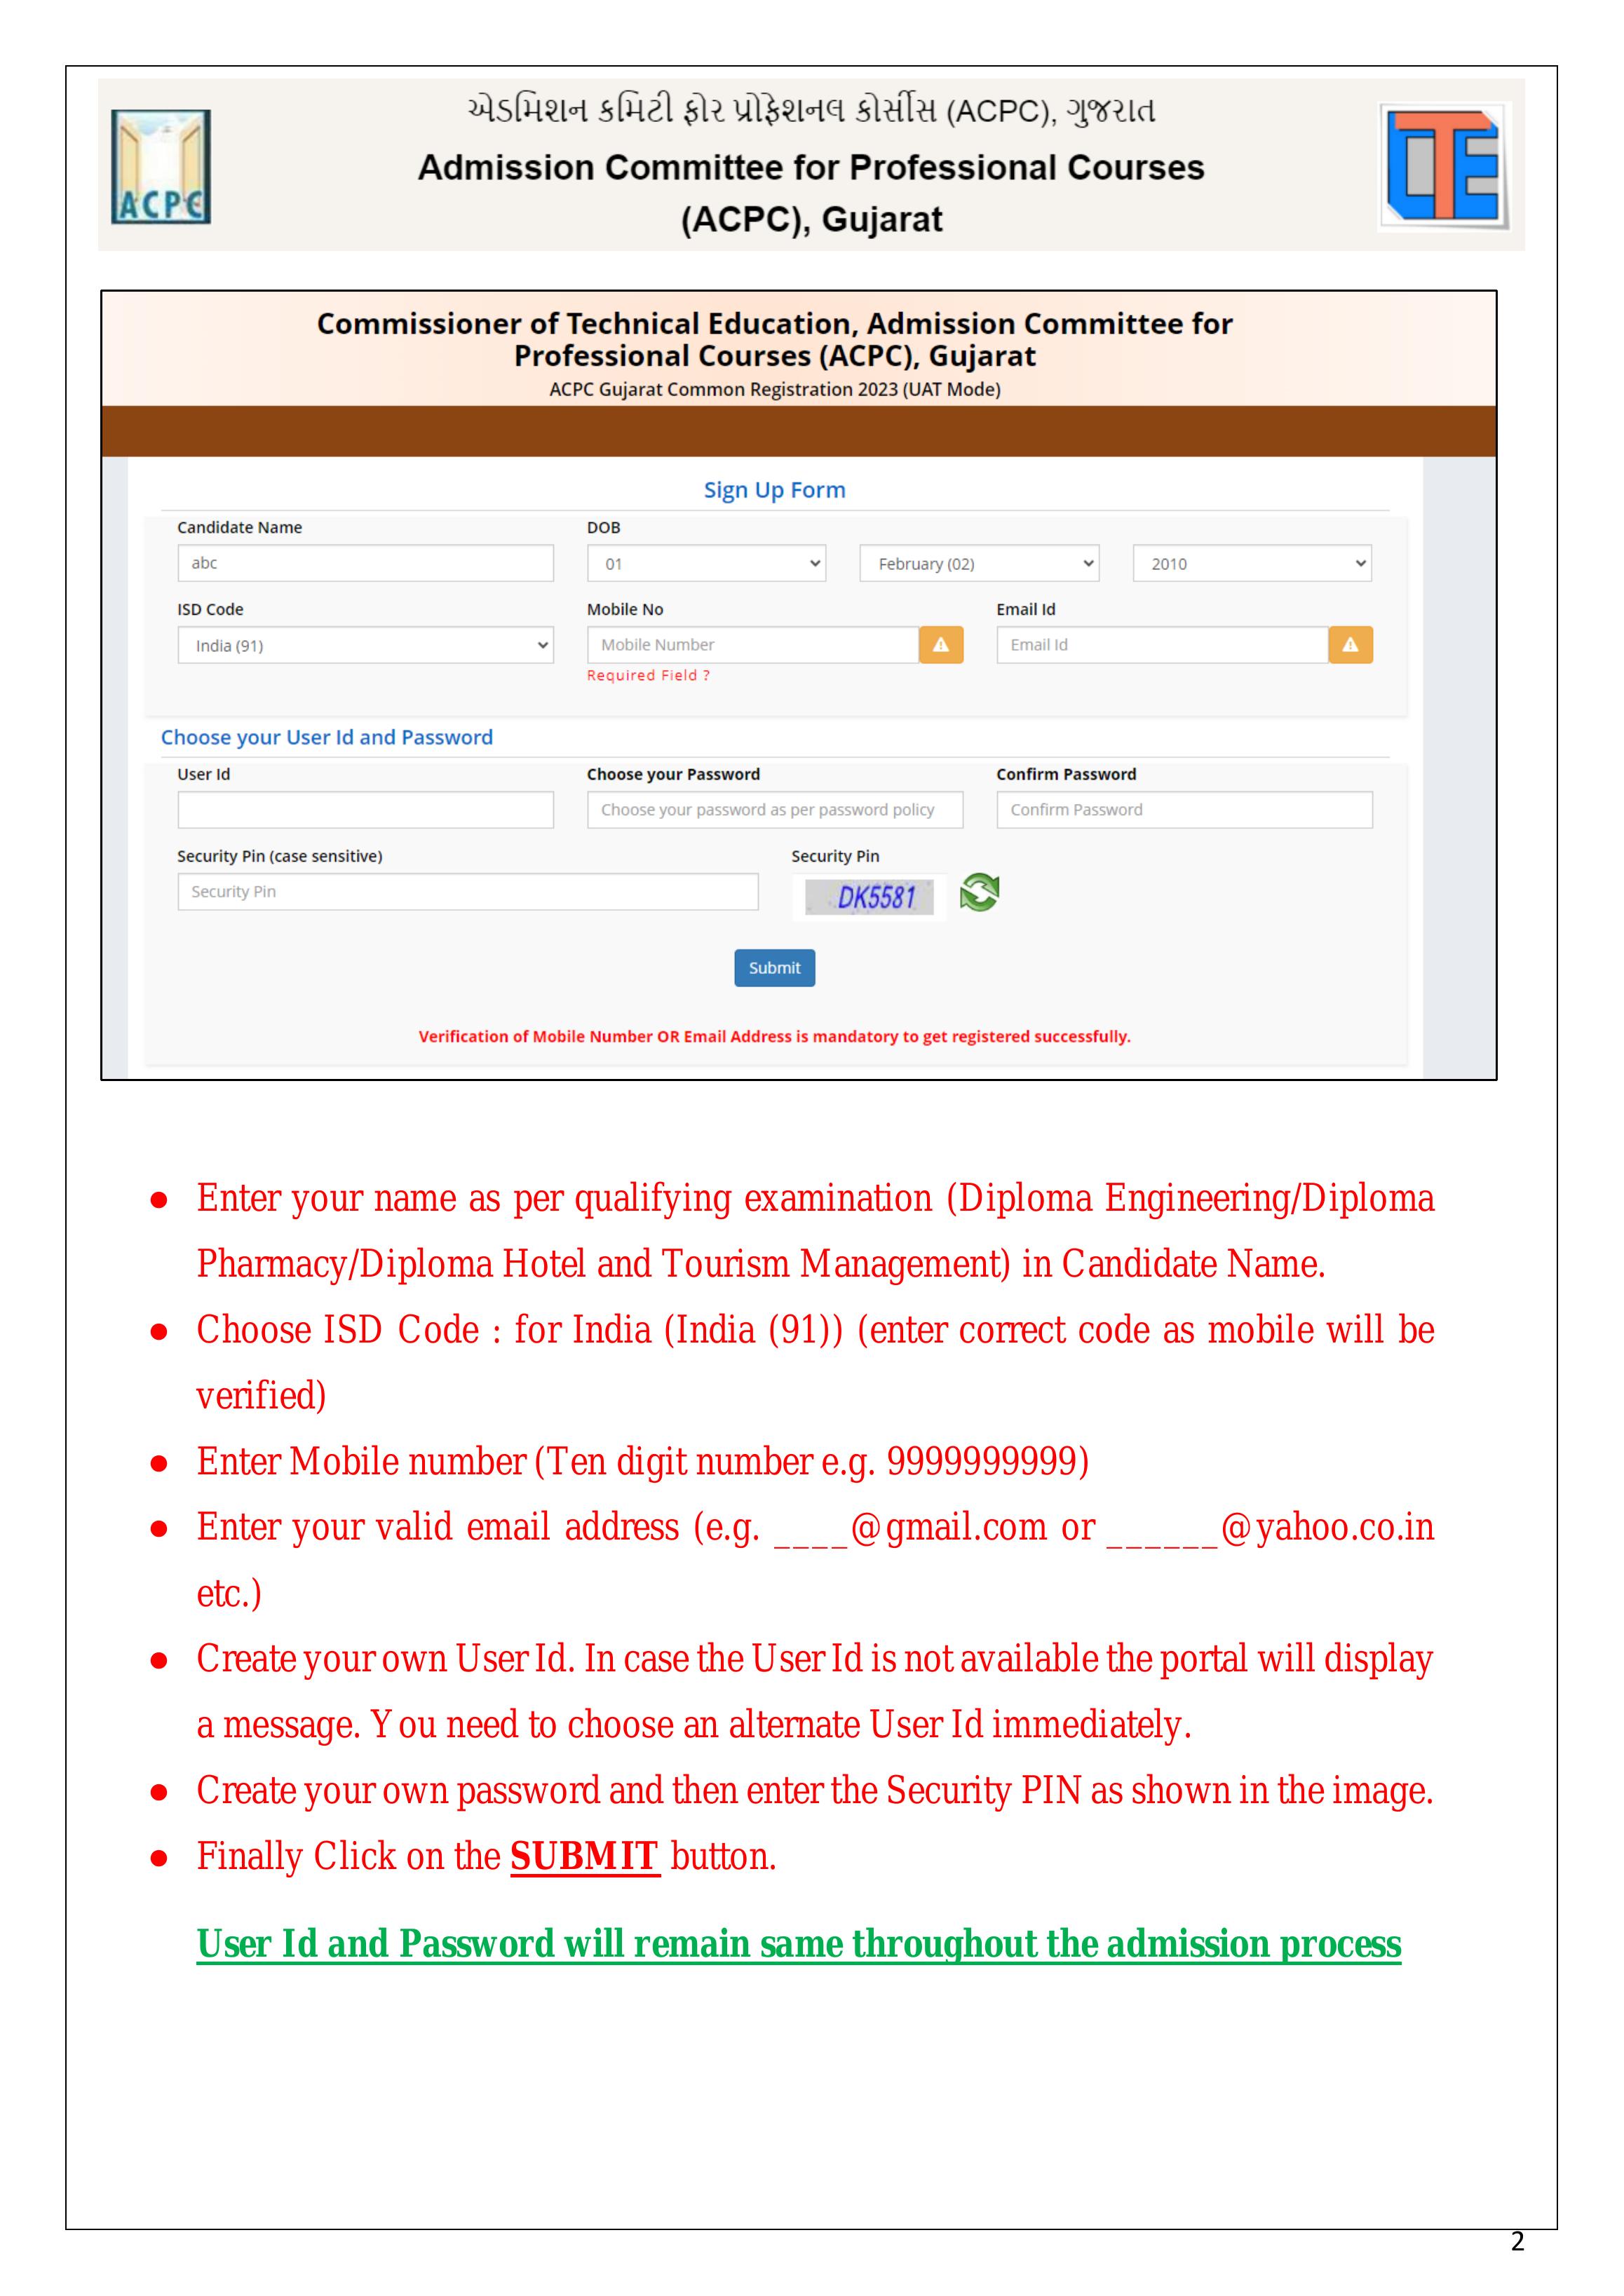 એડમિશન કમિટી ફોર પ્રોફેશનલ કોર્સીસ (ACPC), ગુજરાત
ACPC
Admission Committee for Professional Courses
(ACPC), Gujarat
CTE
Commissioner of Technical Education, Admission Committee for
Professional Courses (ACPC), Gujarat
ACPC Gujarat Common Registration 2023 (UAT Mode)
Sign Up Form
Candidate Name DOB
abc 01 February (02) 2010
ISD Code Mobile No Email Id
India (91) Mobile Number Email Id
Required Field ?
Choose your User Id and Password
User Id Choose your Password Confirm Password
Choose your password as per password policy Confirm Password
Security Pin (case sensitive) Security Pin
Security Pin DK5581
Submit
Verification of Mobile Number OR Email Address is mandatory to get registered successfully.
● Enter your name as per qualifying examination (Diploma Engineering/Diploma
Pharmacy/Diploma Hotel and Tourism Management) in Candidate Name.
● Choose ISD Code : for India (India (91)) (enter correct code as mobile will be
verified)
● Enter Mobile number (Ten digit number e.g. 9999999999)
● Enter your valid email address (e.g. ____@gmail.com or ______@yahoo.co.in
etc.)
● Create your own User Id. In case the User Id is not available the portal will display
a message. You need to choose an alternate User Id immediately.
● Create your own password and then enter the Security PIN as shown in the image.
● Finally Click on the SUBMIT button.
User Id and Password will remain same throughout the admission process
2